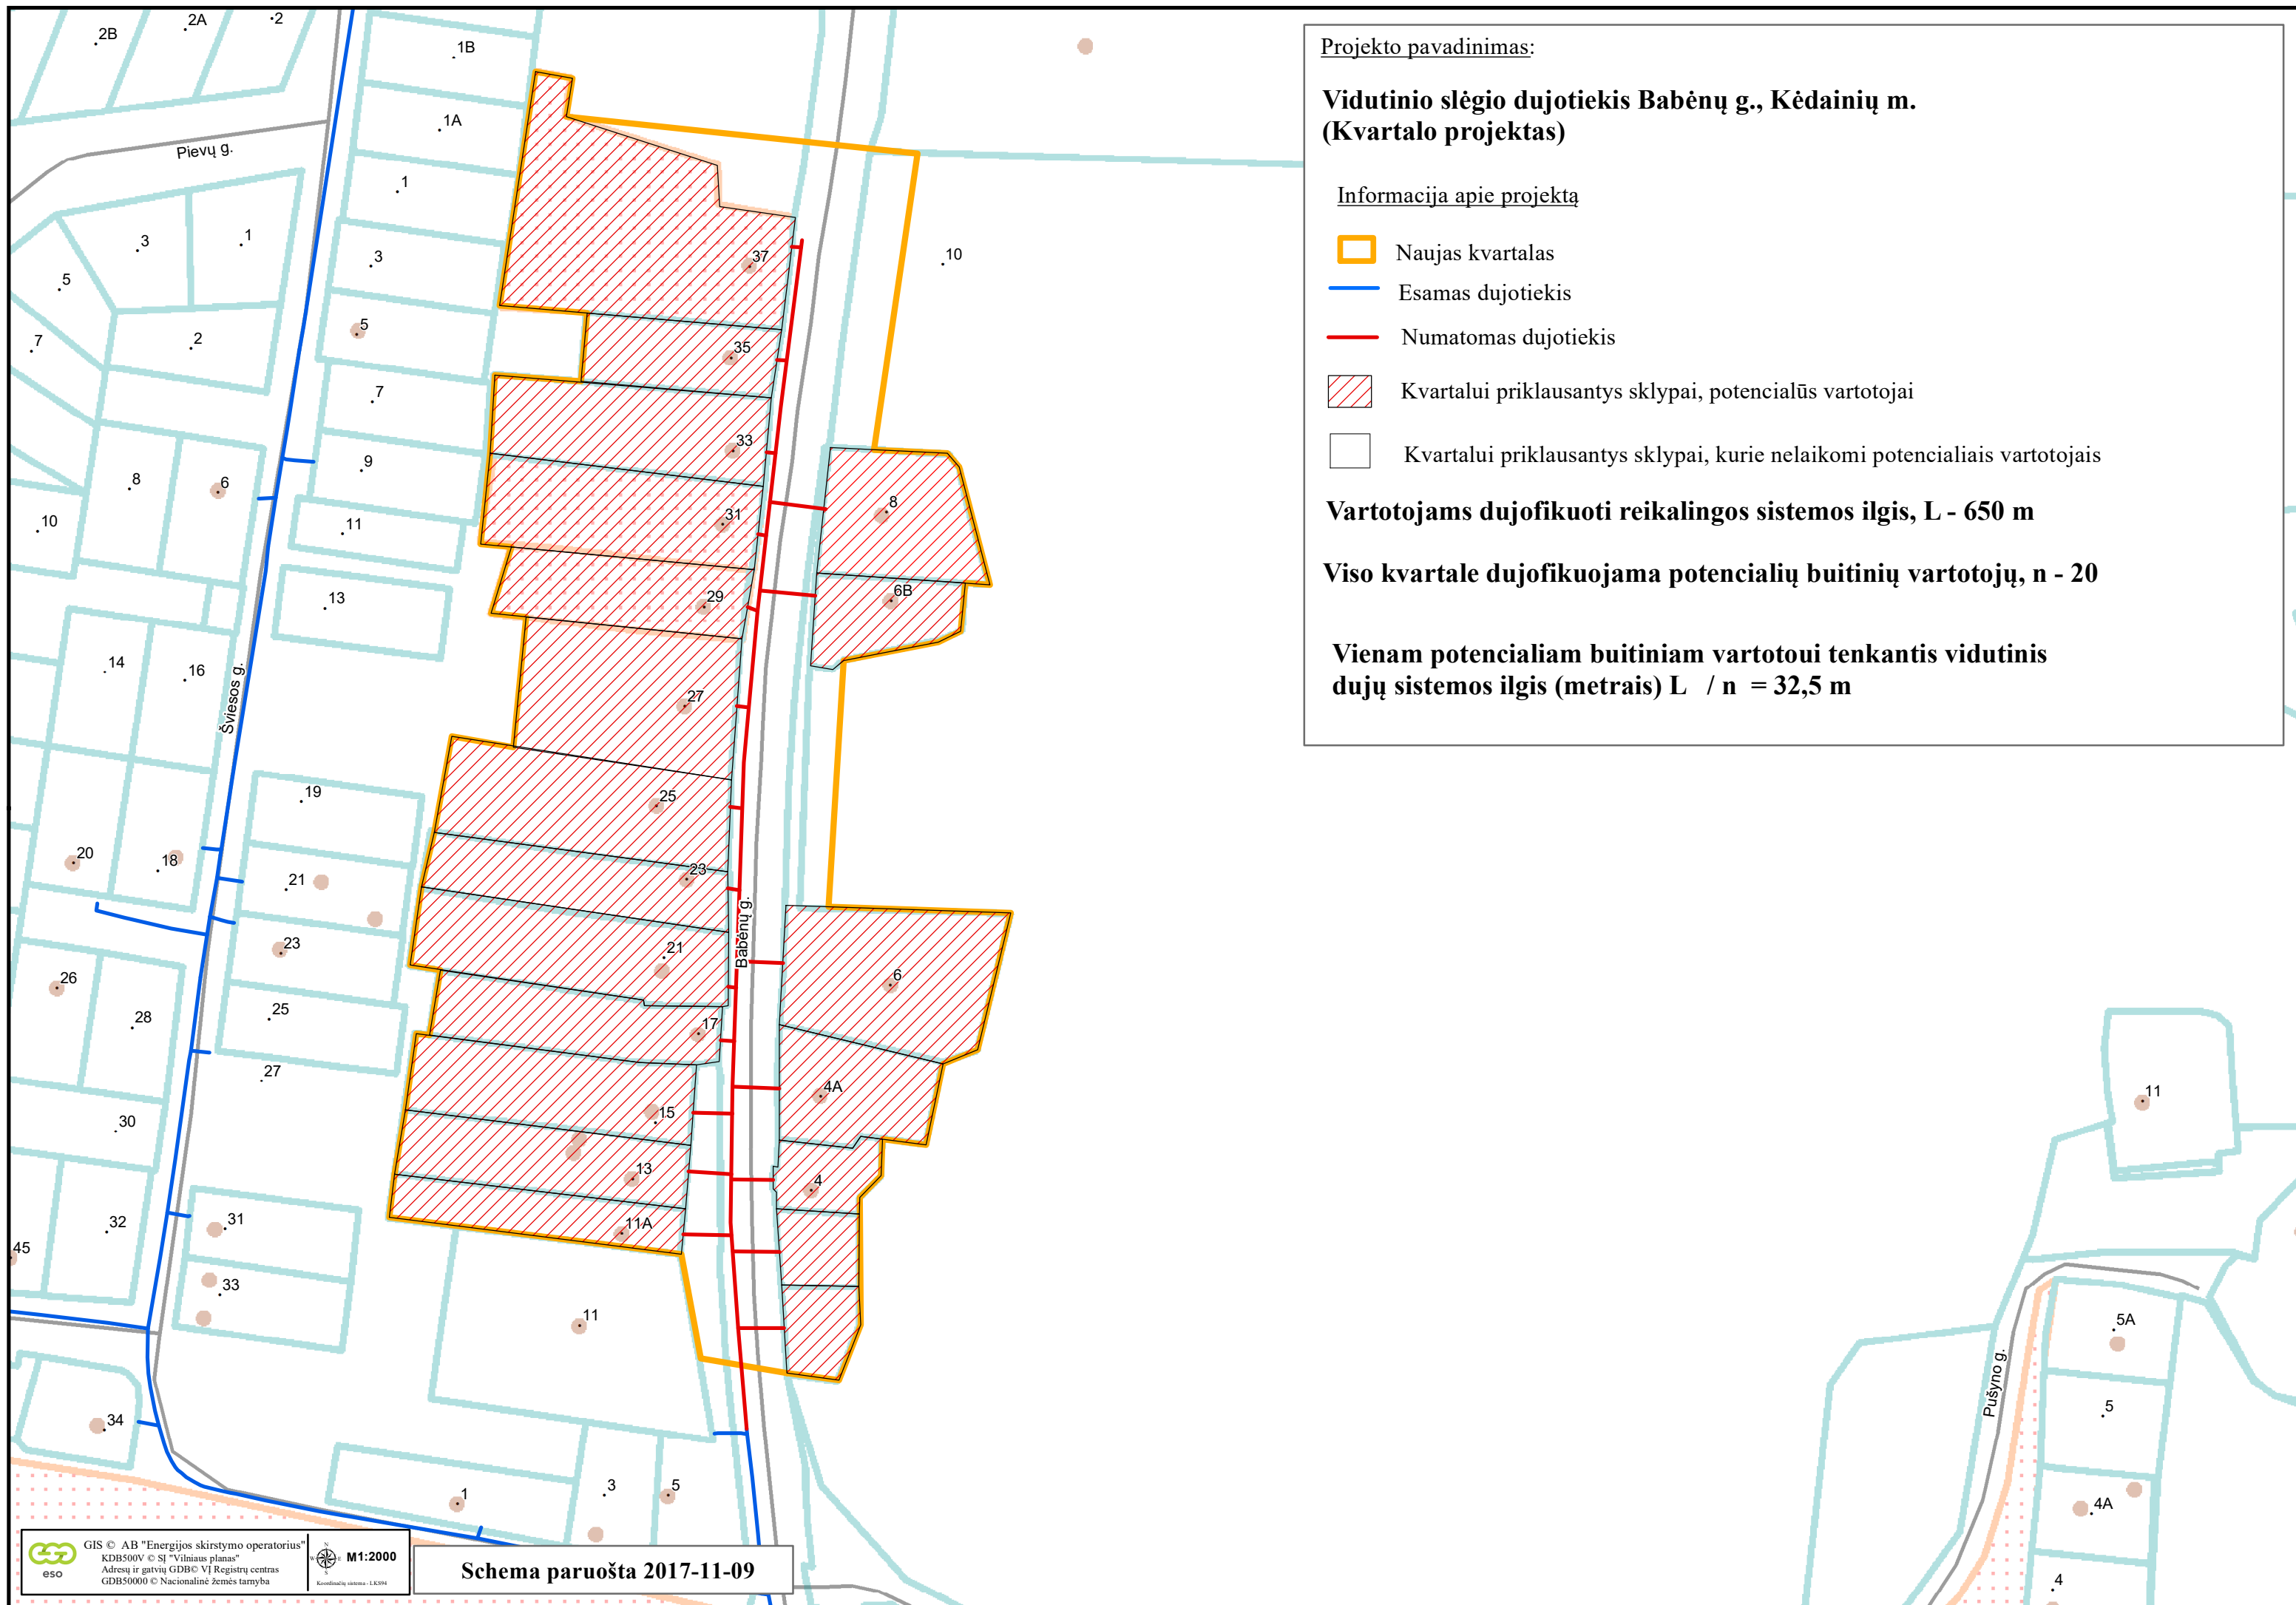 Projekto pavadinimas:
Vidutinio slėgio dujotiekis Babėnų g., Kėdainių m.
(Kvartalo projektas)
Informacija apie projektą
Naujas kvartalas
Esamas dujotiekis
Numatomas dujotiekis
Kvartalui priklausantys sklypai, potencialūs vartotojai
Kvartalui priklausantys sklypai, kurie nelaikomi potencialiais vartotojais
Vartotojams dujofikuoti reikalingos sistemos ilgis, L - 650 m
Viso kvartale dujofikuojama potencialių buitinių vartotojų, n - 20
Vienam potencialiam buitiniam vartotoui tenkantis vidutinis
dujų sistemos ilgis (metrais) L / n = 32,5 m
2B
2A
2
1B
1A
Pievų g.
1
3
1
3
5
5
7
2
7
9
8
6
10
11
13
14
16
Šviesos g.
19
20
18
21
23
26
28
25
27
30
32
31
45
33
34
37
35
33
31
29
27
25
23
21
17
15
13
11A
11
10
8
6B
6
4A
4
Babėnų g.
1
3
5
11
5A
5
4A
4
Pušyno g.
eso
GIS © AB "Energijos skirstymo operatorius"
KDB500V © SĮ "Vilniaus planas"
Adresų ir gatvių GDB© VĮ Registrų centras
GDB50000 © Nacionalinė žemės tarnyba
N
W
E
S
M1:2000
Koordinačių sistema - LKS94
Schema paruošta 2017-11-09